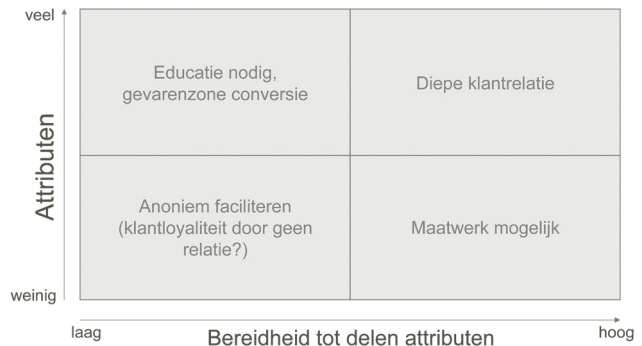 veel
Educatie nodig,
gevarenzone conversie
Diepe klantrelatie
Attributen
Anoniem faciliteren
(klantloyaliteit door geen
relatie?)
Maatwerk mogelijk
weinig
laag
Bereidheid tot delen attributen
hoog